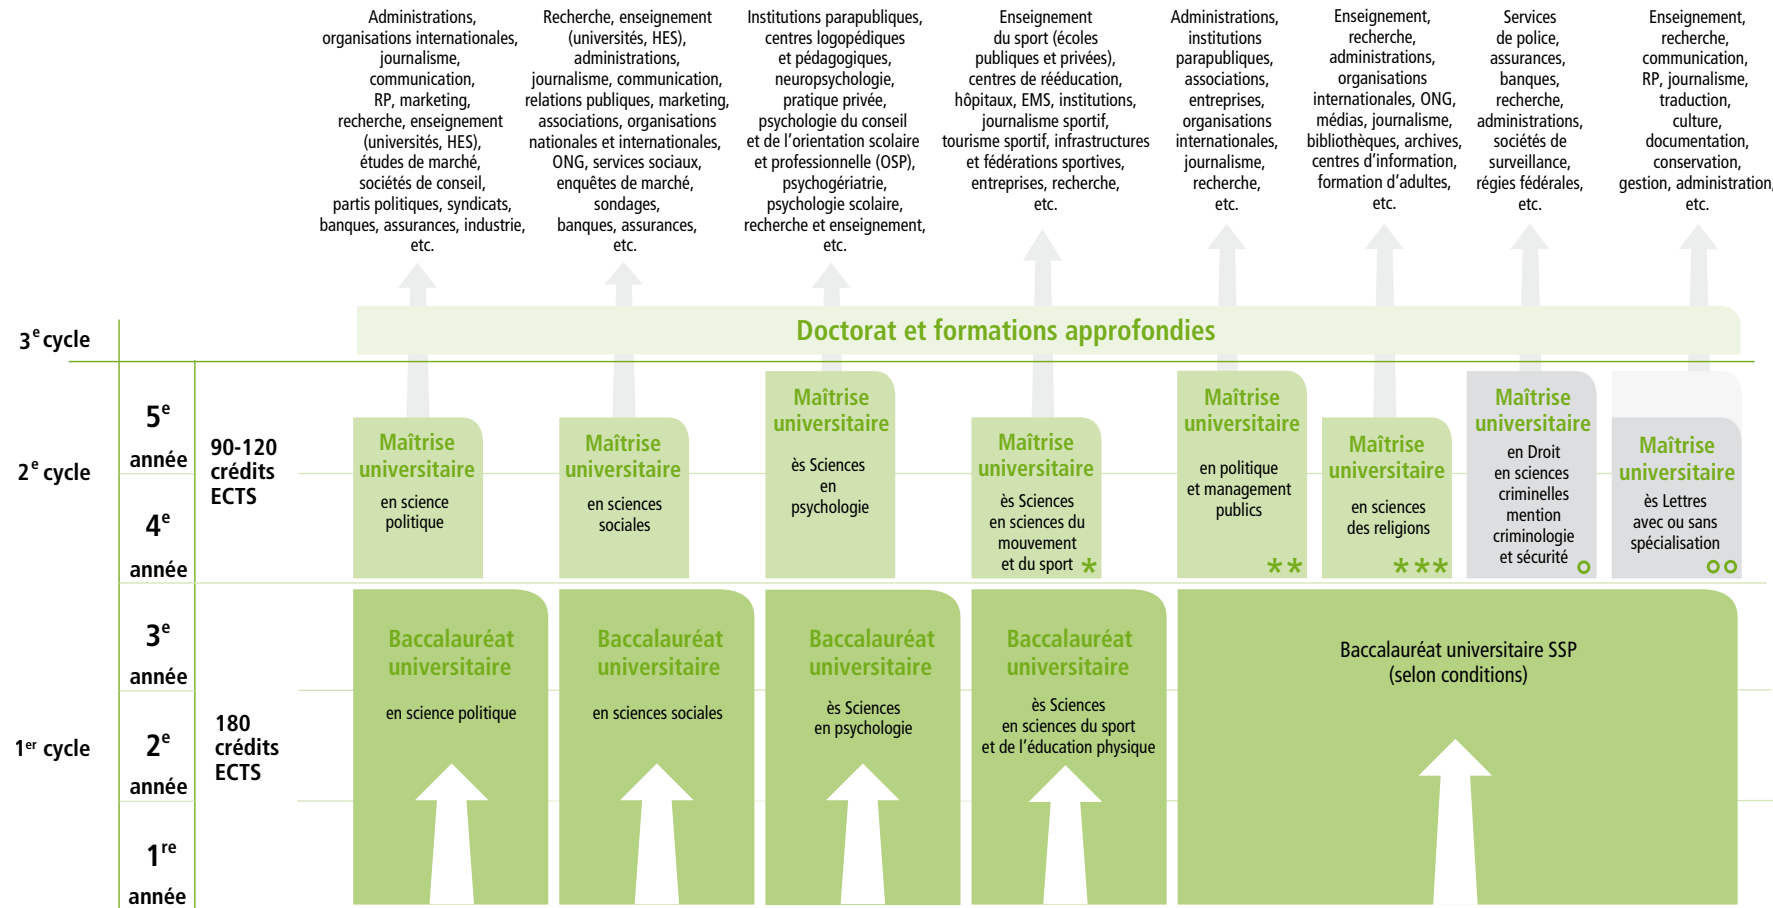 Administrations,
organisations internationales,
journalisme,
communication,
RP, marketing,
recherche, enseignement
(universités, HES),
études de marché,
sociétés de conseil,
partis politiques, syndicats,
banques, assurances, industrie,
etc.
Recherche, enseignement
(universités, HES),
administrations,
journalisme, communication,
relations publiques, marketing,
associations, organisations
nationales et internationales,
ONG, services sociaux,
enquêtes de marché,
sondages,
banques, assurances,
etc.
Institutions parapubliques,
centres logopédiques
et pédagogiques,
neuropsychologie,
pratique privée,
psychologie du conseil
et de l'orientation scolaire
et professionnelle (OSP),
psychogériatrie,
psychologie scolaire,
recherche et enseignement,
etc.
Enseignement
du sport (écoles
publiques et privées),
centres de rééducation,
hôpitaux, EMS, institutions,
journalisme sportif,
tourisme sportif, infrastructures
et fédérations sportives,
entreprises, recherche,
etc.
Administrations,
institutions
parapubliques,
associations,
entreprises,
organisations
internationales,
journalisme,
recherche,
etc.
Enseignement,
recherche,
administrations,
organisations
internationales, ONG,
médias, journalisme,
bibliothèques, archives,
centres d'information,
formation d'adultes,
etc.
Services
de police,
assurances,
banques,
recherche,
administrations,
sociétés de
surveillance,
régies fédérales,
etc.
Enseignement,
recherche,
communication,
RP, journalisme,
traduction,
culture,
documentation,
conservation,
gestion, administration,
etc.
3e cycle
Doctorat et formations approfondies
2e cycle
5e
année
4e
année
90-120
crédits
ECTS
Maîtrise
universitaire
en science
politique
Maîtrise
universitaire
en sciences
sociales
Maîtrise
universitaire
ès Sciences
en
psychologie
Maîtrise
universitaire
ès Sciences
en sciences du
mouvement
et du sport *
Maîtrise
universitaire
en politique
et management
publics
**
Maîtrise
universitaire
en sciences
des religions
***
Maîtrise
universitaire
en Droit
en sciences
criminelles
mention
criminologie
et sécurité °
Maîtrise
universitaire
ès Lettres
avec ou sans
spécialisation
°°
1er cycle
3e
année
2e
année
1re
année
180
crédits
ECTS
Baccalauréat
universitaire
en science politique
Baccalauréat
universitaire
en sciences sociales
Baccalauréat
universitaire
ès Sciences
en psychologie
Baccalauréat
universitaire
ès Sciences
en sciences du sport
et de l'éducation physique
Baccalauréat universitaire SSP
(selon conditions)